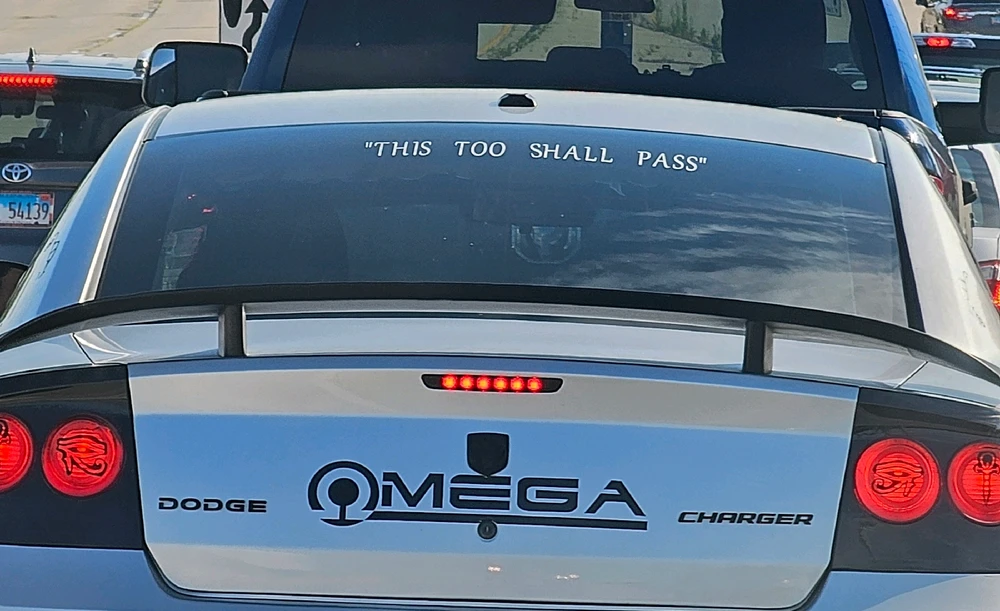 "THIS TOO SHALL PASS"
54139
DODGE
OMEGA
CHARGER